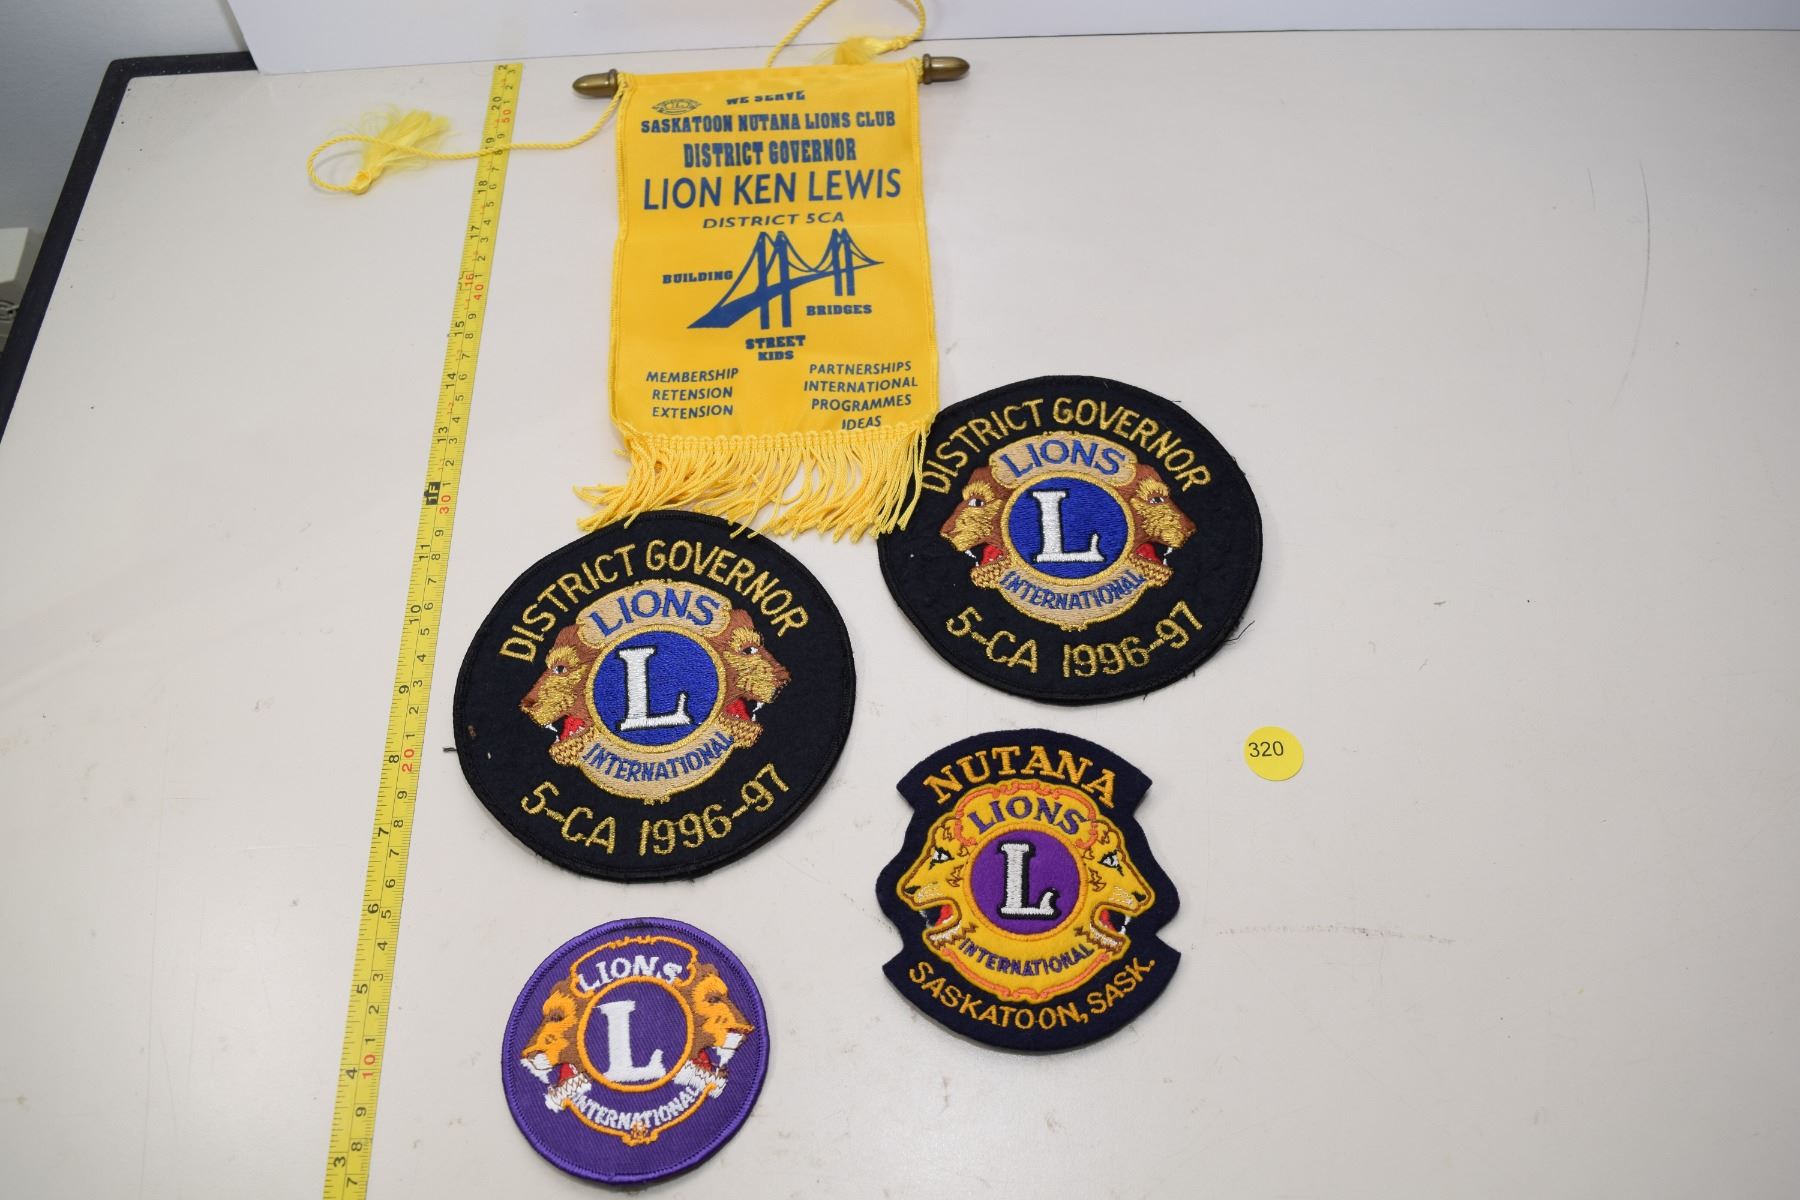 WE SERVE
SASKATOON NUTANA LIONS CLUB
DISTRICT GOVERNOR
LION KEN LEWIS
DISTRICT 5CA
BUILDING
BRIDGES
STREET
KIDS
MEMBERSHIP
RETENSION
EXTENSION
PARTNERSHIPS
INTERNATIONAL
PROGRAMMES
IDEAS
DISTRICT GOVERNOR
LIONS
L
INTERNATIONAL
5-CA 1996-97
DISTRICT GOVERNOR
LIONS
L
INTERNATIONAL
5-CA 1996-97
320
NUTANA
LIONS
L
INTERNATIONAL
SASKATOON, SASK.
LIONS
L
INTERNATIONAL